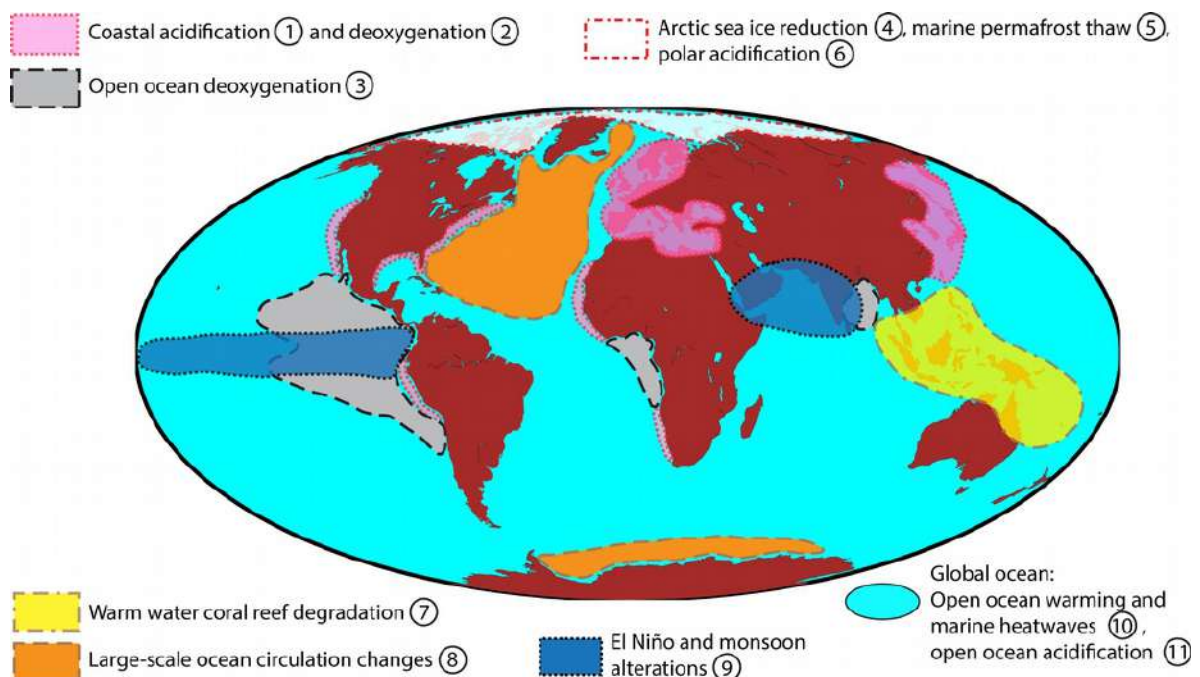 Coastal acidification ① and deoxygenation ②
Open ocean deoxygenation ③
Arctic sea ice reduction ④, marine permafrost thaw ⑤,
polar acidification ⑥
Warm water coral reef degradation ⑦
Large-scale ocean circulation changes ⑧
El Niño and monsoon
alterations ⑨
Global ocean:
Open ocean warming and
marine heatwaves ⑩ ,
open ocean acidification ⑪